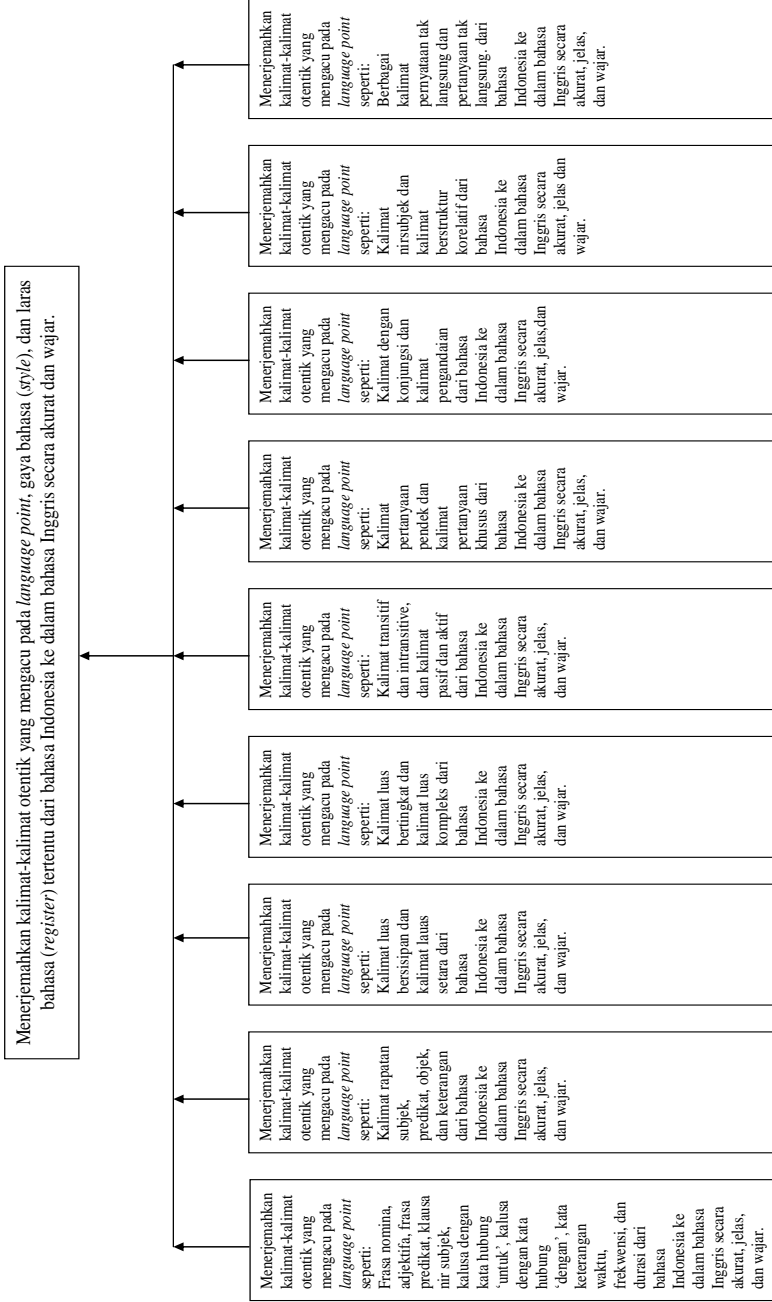 Menerjemahkan kalimat-kalimat otentik yang mengacu pada language point, gaya bahasa (style), dan laras
bahasa (register) tertentu dari bahasa Indonesia ke dalam bahasa Inggris secara akurat dan wajar.
Menerjemahkan
kalimat-kalimat
otentik yang
mengacu pada
language point
seperti:
Frasa nomina,
adjektifa, frasa
predikat, klausa
nir subjek,
kalusa dengan
kata hubung
‘untuk’, kalusa
dengan kata
hubung
‘dengan’, kata
keterangan
waktu,
frekwensi, dan
durasi dari
bahasa
Indonesia ke
dalam bahasa
Inggris secara
akurat, jelas,
dan wajar.
Menerjemahkan
kalimat-kalimat
otentik yang
mengacu pada
language point
seperti:
Kalimat rapatan
subjek,
predikat, objek,
dan keterangan
dari bahasa
Indonesia ke
dalam bahasa
Inggris secara
akurat, jelas,
dan wajar.
Menerjemahkan
kalimat-kalimat
otentik yang
mengacu pada
language point
seperti:
Kalimat luas
bersisipan dan
kalimat lauas
setara dari
bahasa
Indonesia ke
dalam bahasa
Inggris secara
akurat, jelas,
dan wajar.
Menerjemahkan
kalimat-kalimat
otentik yang
mengacu pada
language point
seperti:
Kalimat luas
bertingkat dan
kalimat luas
kompleks dari
bahasa
Indonesia ke
dalam bahasa
Inggris secara
akurat, jelas,
dan wajar.
Menerjemahkan
kalimat-kalimat
otentik yang
mengacu pada
language point
seperti:
Kalimat transitif
dan intransitive,
dan kalimat
pasif dan aktif
dari bahasa
Indonesia ke
dalam bahasa
Inggris secara
akurat, jelas,
dan wajar.
Menerjemahkan
kalimat-kalimat
otentik yang
mengacu pada
language point
seperti:
Kalimat
pertanyaan
pendek dan
kalimat
pertanyaan
khusus dari
bahasa
Indonesia ke
dalam bahasa
Inggris secara
akurat, jelas,
dan wajar.
Menerjemahkan
kalimat-kalimat
otentik yang
mengacu pada
language point
seperti:
Kalimat dengan
konjungsi dan
kalimat
pengandaian
dari bahasa
Indonesia ke
dalam bahasa
Inggris secara
akurat, jelas,dan
wajar.
Menerjemahkan
kalimat-kalimat
otentik yang
mengacu pada
language point
seperti:
Kalimat
nirsubjek dan
kalimat
berstruktur
korelatif dari
bahasa
Indonesia ke
dalam bahasa
Inggris secara
akurat, jelas dan
wajar.
Menerjemahkan
kalimat-kalimat
otentik yang
mengacu pada
language point
seperti:
Berbagai
kalimat
pernyataan tak
langsung dan
pertanyaan tak
langsung. dari
bahasa
Indonesia ke
dalam bahasa
Inggris secara
akurat, jelas,
dan wajar.